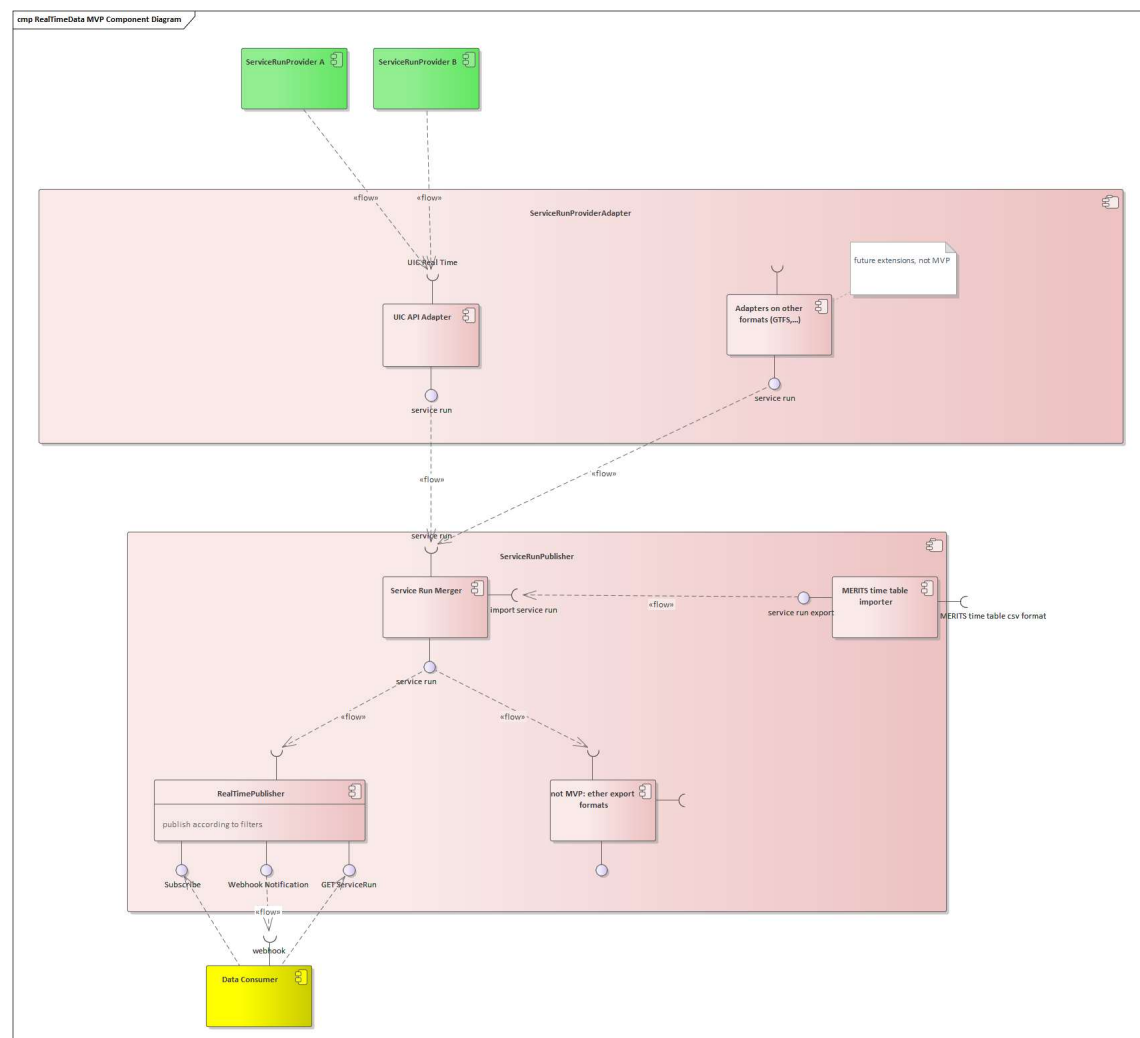 cmp RealTimeData MVP Component Diagram
ServiceRunProvider A
ServiceRunProvider B
«flow»
«flow»
ServiceRunProviderAdapter
UIC Real Time
future extensions, not MVP
UIC API Adapter
Adapters on other
formats (GTFS,...)
service run
service run
«flow»
«flow»
service run
ServiceRunPublisher
Service Run Merger
import service run
«flow»
service run export
MERITS time table
importer
MERITS time table csv format
service run
«flow»
«flow»
RealTimePublisher
publish according to filters
not MVP: ether export
formats
Subscribe
Webhook Notification
GET ServiceRun
«flow»
webhook
Data Consumer